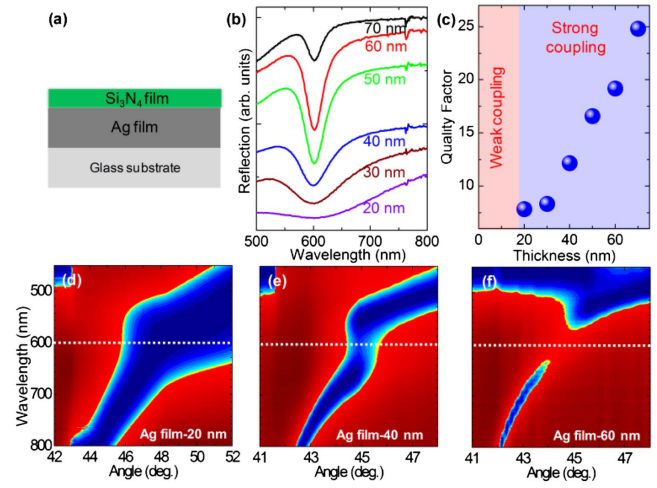 (a)
Si₃N₄ film
Ag film
Glass substrate
(b)
Reflection (arb. units)
70 nm
60 nm
50 nm
40 nm
30 nm
20 nm
500 600 700 800
Wavelength (nm)
(c)
Quality Factor
25
20
15
10
Weak coupling
Strong
coupling
0 20 40 60
Thickness (nm)
(d)
Wavelength (nm)
500
600
700
800
Ag film-20 nm
42 44 46 48 50 52
Angle (deg.)
(e)
Ag film-40 nm
41 43 45 47
Angle (deg.)
(f)
Ag film-60 nm
41 43 45 47
Angle (deg.)